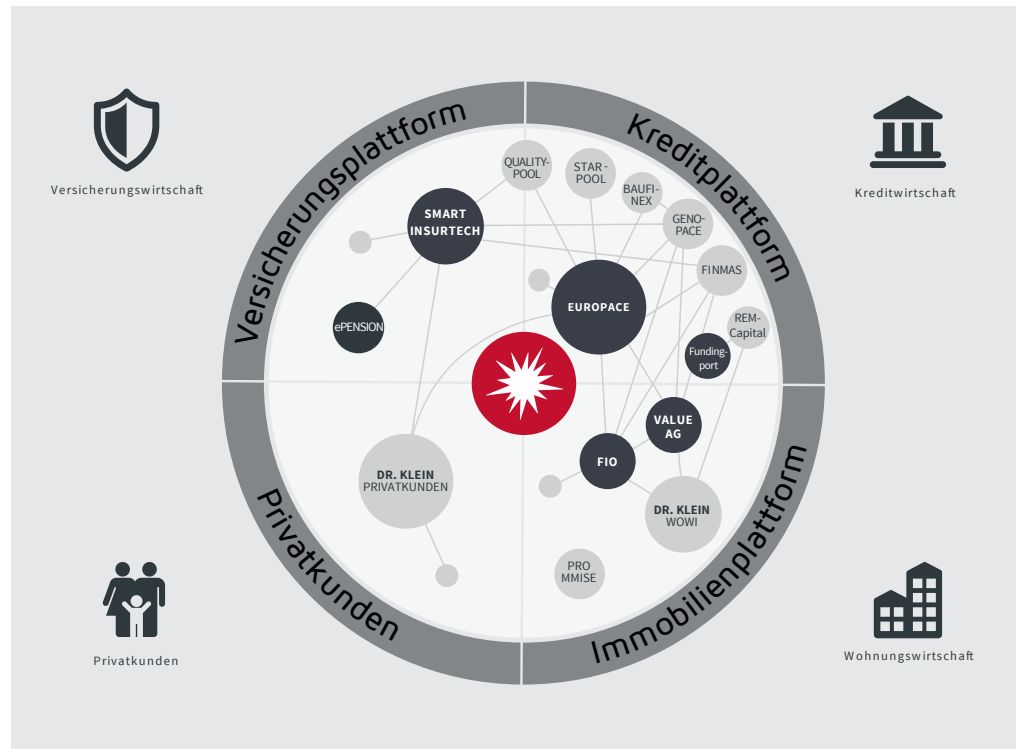 Versicherungsplattform
Kreditplattform
Versicherungswirtschaft
Kreditwirtschaft
QUALITY-
POOL
STAR-
POOL
BAUFI-
NEX
GENO-
PACE
SMART
INSURTECH
FINMAS
EUROPACE
REM-
Capital
ePENSION
Funding-
port
VALUE
AG
FIO
DR. KLEIN
PRIVATKUNDEN
DR. KLEIN
WOWI
PRO
MMISE
Privatkunden
Immobilienplattform
Privatkunden
Wohnungswirtschaft